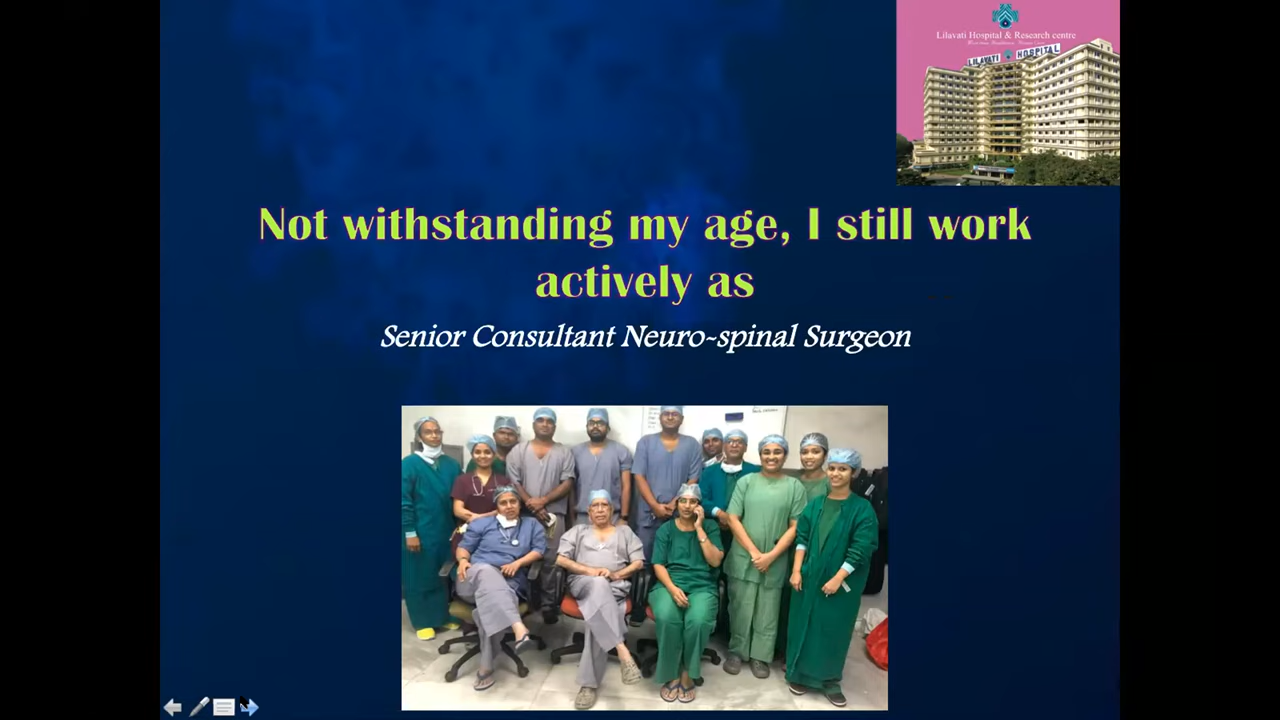 Lilavati Hospital & Research centre
LILAVATI HOSPITAL
Not withstanding my age, I still work
actively as
Senior Consultant Neuro-spinal Surgeon